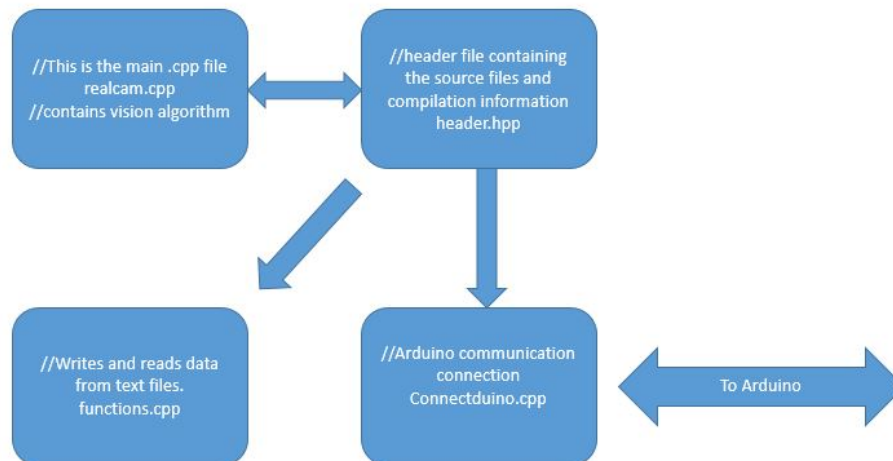 //This is the main .cpp file
realcam.cpp
//contains vision algorithm
//header file containing
the source files and
compilation information
header.hpp
//Writes and reads data
from text files.
functions.cpp
//Arduino communication
connection
Connectduino.cpp
To Arduino